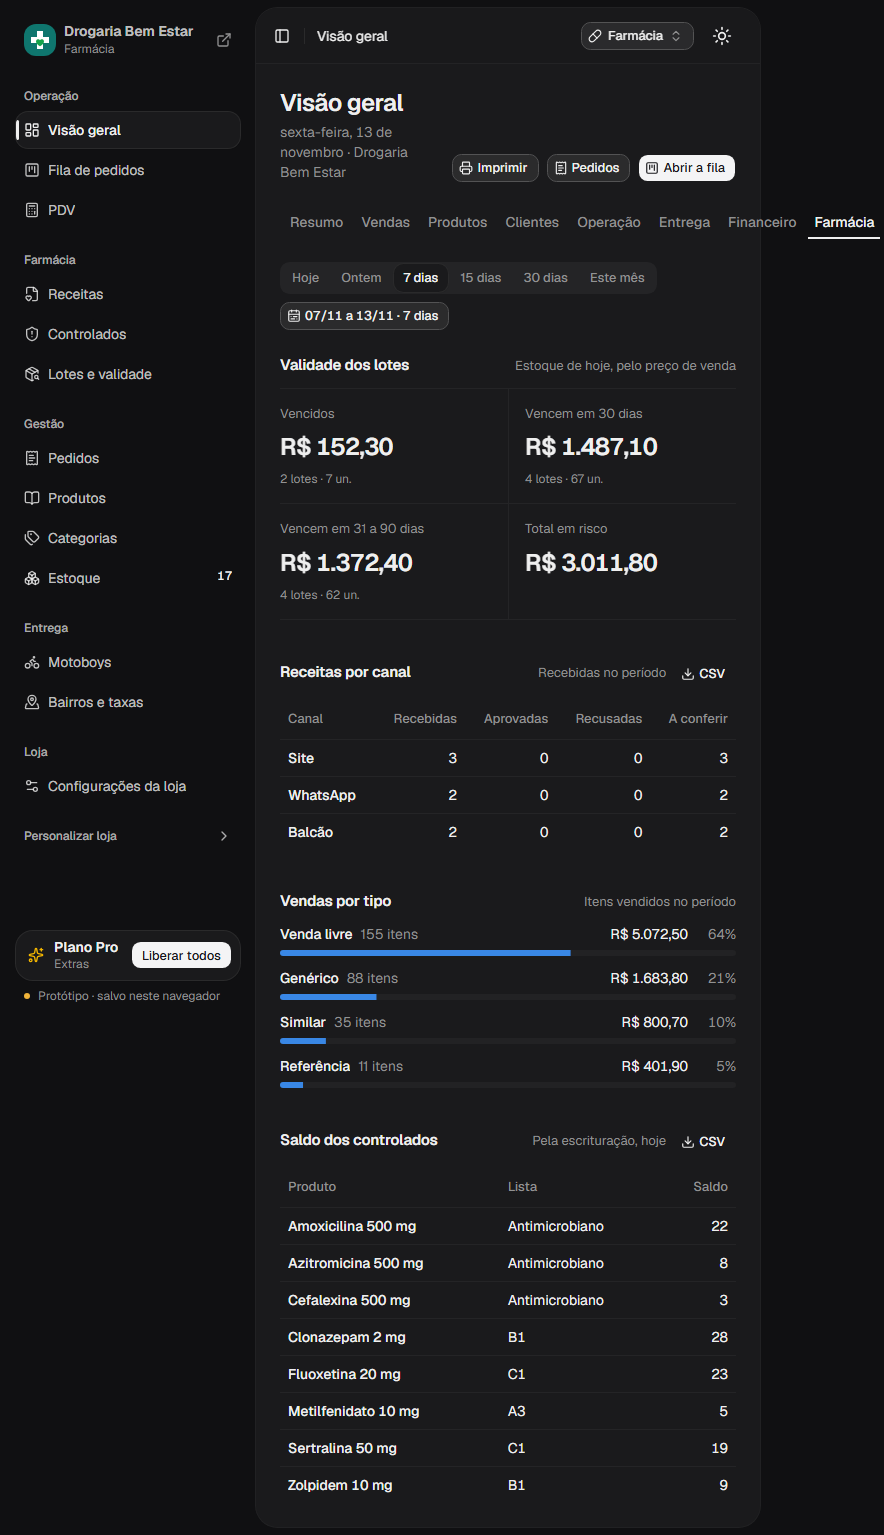 Drogaria Bem Estar
Farmácia
Operação
Visão geral
Fila de pedidos
PDV
Farmácia
Receitas
Controlados
Lotes e validade
Gestão
Pedidos
Produtos
Categorias
Estoque 17
Entrega
Motoboys
Bairros e taxas
Loja
Configurações da loja
Personalizar loja
Plano Pro
Extras
Liberar todos
Protótipo · salvo neste navegador
Visão geral
Farmácia
Visão geral
sexta-feira, 13 de
novembro · Drogaria
Bem Estar
Imprimir Pedidos Abrir a fila
Resumo Vendas Produtos Clientes Operação Entrega Financeiro Farmácia
Hoje Ontem 7 dias 15 dias 30 dias Este mês
07/11 a 13/11 · 7 dias
Validade dos lotes Estoque de hoje, pelo preço de venda
Vencidos
R$ 152,30
2 lotes · 7 un.
Vencem em 30 dias
R$ 1.487,10
4 lotes · 67 un.
Vencem em 31 a 90 dias
R$ 1.372,40
4 lotes · 62 un.
Total em risco
R$ 3.011,80
Receitas por canal Recebidas no período CSV
Canal Recebidas Aprovadas Recusadas A conferir
Site 3 0 0 3
WhatsApp 2 0 0 2
Balcão 2 0 0 2
Vendas por tipo Itens vendidos no período
Venda livre 155 itens R$ 5.072,50 64%
Genérico 88 itens R$ 1.683,80 21%
Similar 35 itens R$ 800,70 10%
Referência 11 itens R$ 401,90 5%
Saldo dos controlados Pela escrituração, hoje CSV
Produto Lista Saldo
Amoxicilina 500 mg Antimicrobiano 22
Azitromicina 500 mg Antimicrobiano 8
Cefalexina 500 mg Antimicrobiano 3
Clonazepam 2 mg B1 28
Fluoxetina 20 mg C1 23
Metilfenidato 10 mg A3 5
Sertralina 50 mg C1 19
Zolpidem 10 mg B1 9